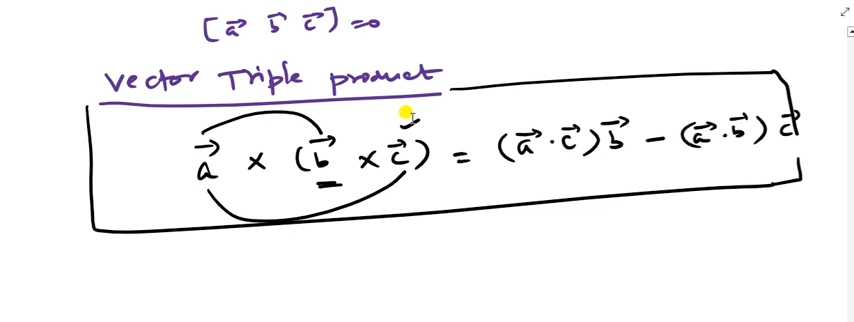 [a⃗ b⃗ c⃗] = 0
Vector Triple product
a⃗ × (b⃗ × c⃗) = (a⃗ · c⃗) b⃗ − (a⃗ · b⃗) c⃗